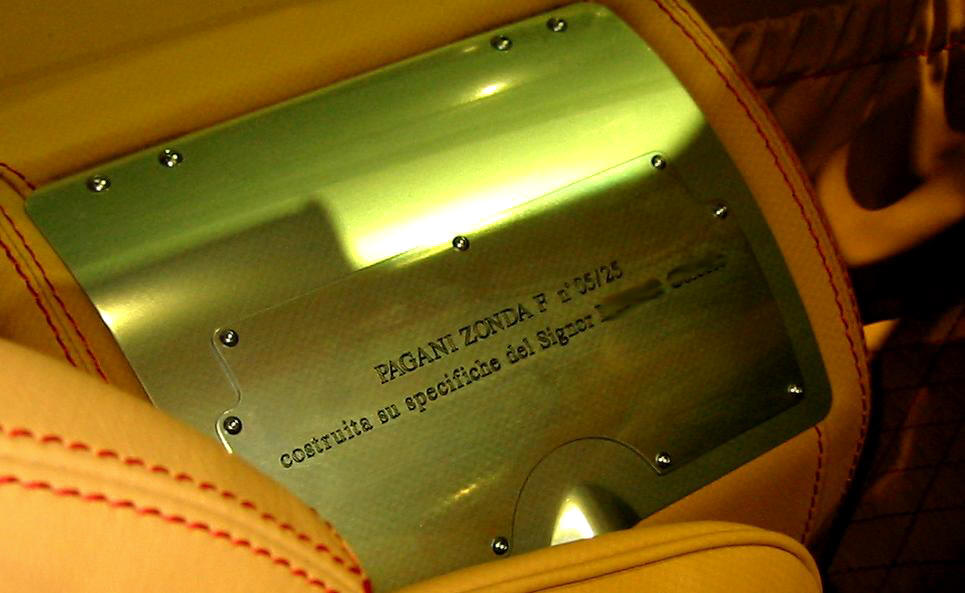 PAGANI ZONDA F n° 05/25
costruita su specifiche del Signor